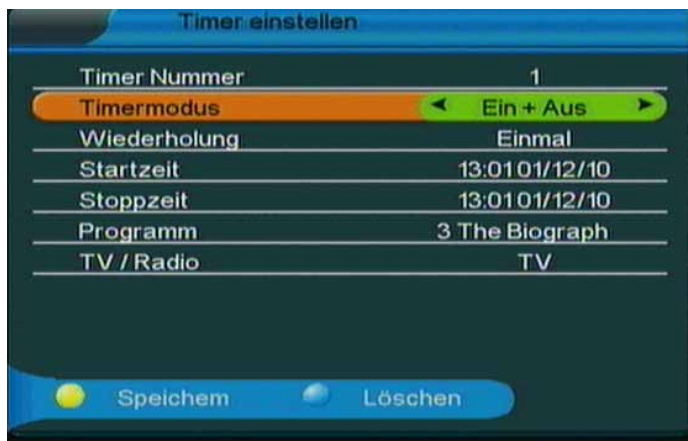 Timer einstellen
Timer Nummer 1
Timermodus Ein + Aus
Wiederholung Einmal
Startzeit 13:01 01/12/10
Stoppzeit 13:01 01/12/10
Programm 3 The Biograph
TV / Radio TV
Speichern Löschen